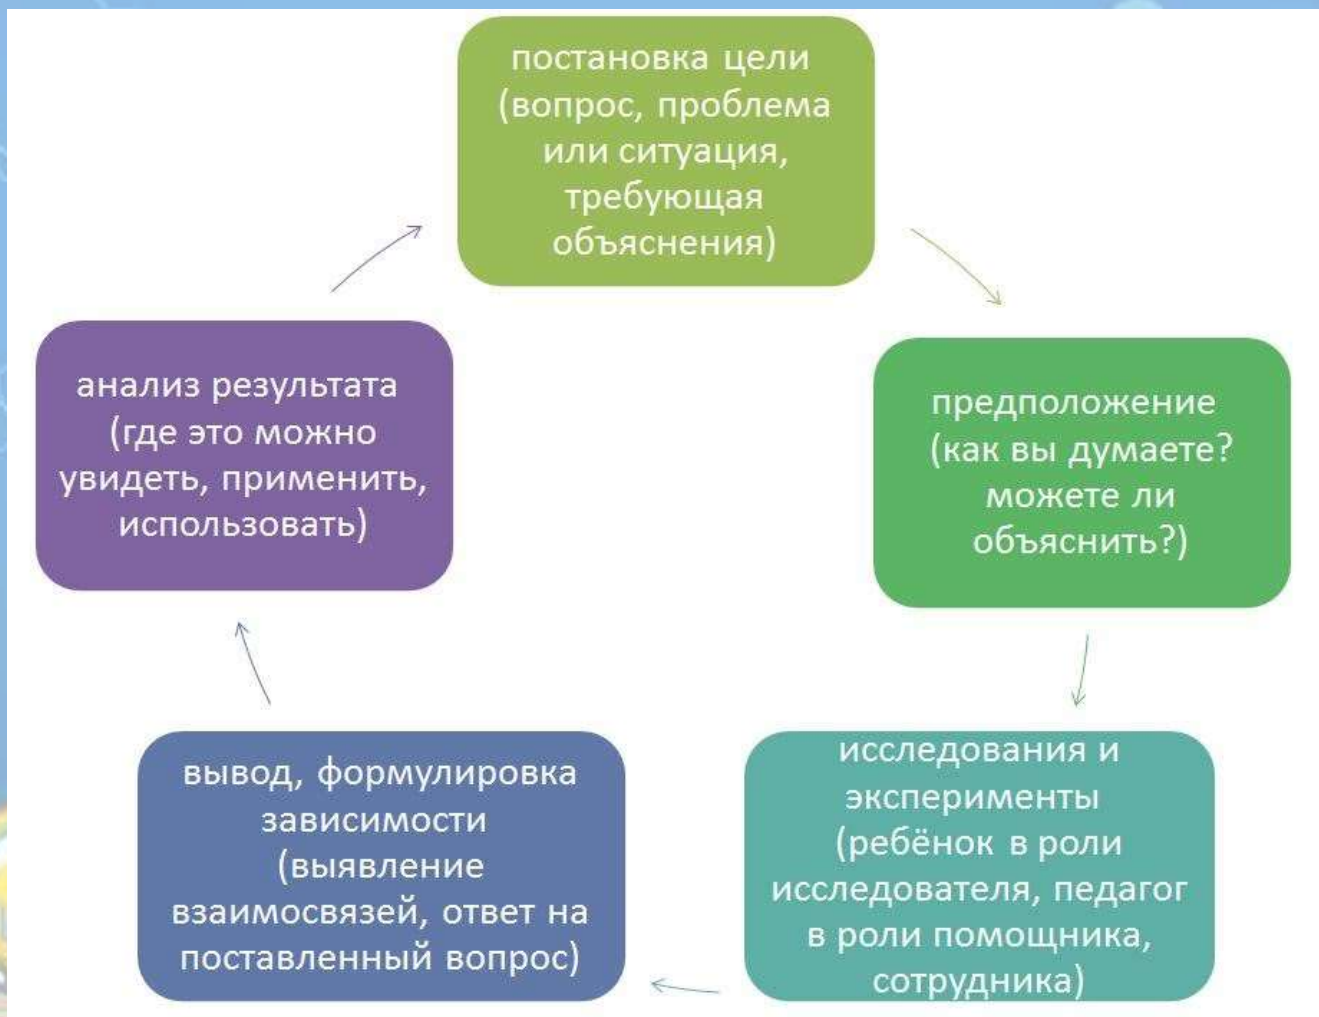 постановка цели
(вопрос, проблема
или ситуация,
требующая
объяснения)
предположение
(как вы думаете?
можете ли
объяснить?)
исследования и
эксперименты
(ребёнок в роли
исследователя, педагог
в роли помощника,
сотрудника)
вывод, формулировка
зависимости
(выявление
взаимосвязей, ответ на
поставленный вопрос)
анализ результата
(где это можно
увидеть, применить,
использовать)